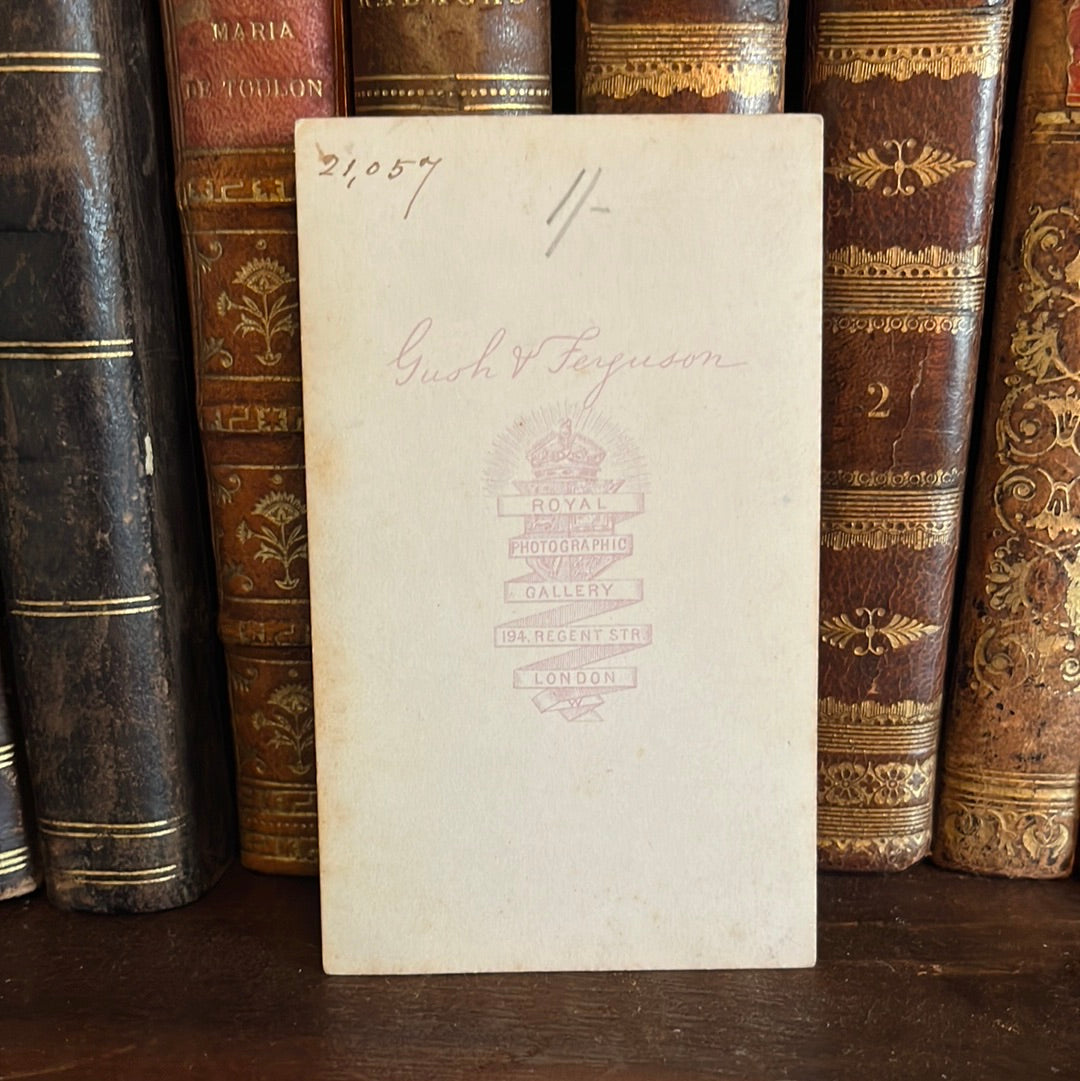 MARIA
DE TOULON
2
21,057
1/-
Gush & Ferguson
ROYAL
PHOTOGRAPHIC
GALLERY
194, REGENT STR.
LONDON
W